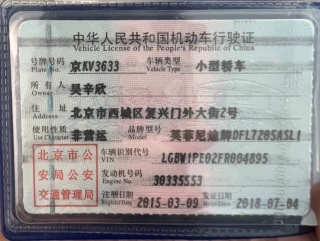 中华人民共和国机动车行驶证
Vehicle License of the People's Republic of China
号牌号码 京KV3633 车辆类型 小型轿车
Plate No. Vehicle Type
所有人 吴辛欣
Owner
住址 北京市西城区复兴门外大街2号
Address
使用性质 非营运 品牌型号 英菲尼迪牌DFL7205ASL1
Use Character Model
北京市公 车辆识别代号 LGBW1PE02FR004895
VIN
安局公安 发动机号码 30335553
Engine No.
交通管理局 注册日期 2015-03-09 发证日期 2018-07-04
Register Date Issue Date